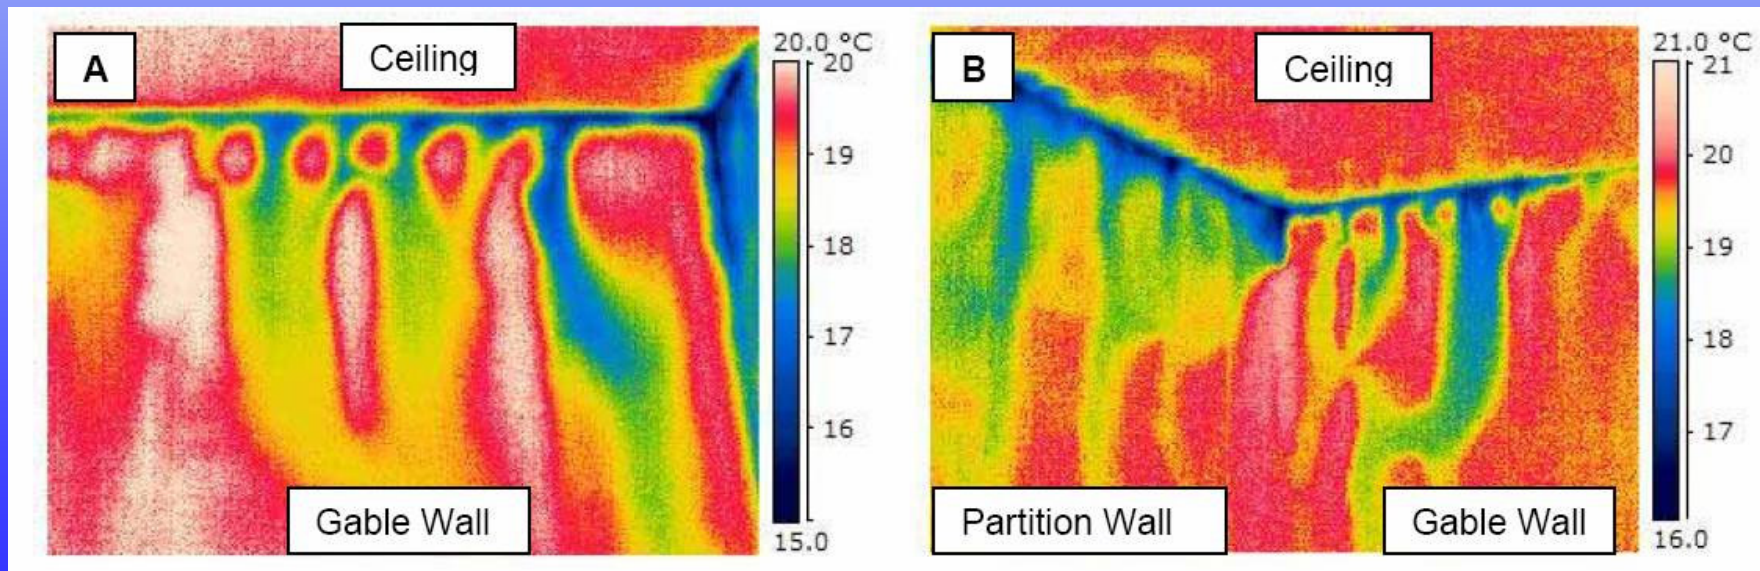 A
Ceiling
20.0 °C
20
19
18
17
16
15.0
Gable Wall
B
Ceiling
21.0 °C
21
20
19
18
17
16.0
Partition Wall
Gable Wall